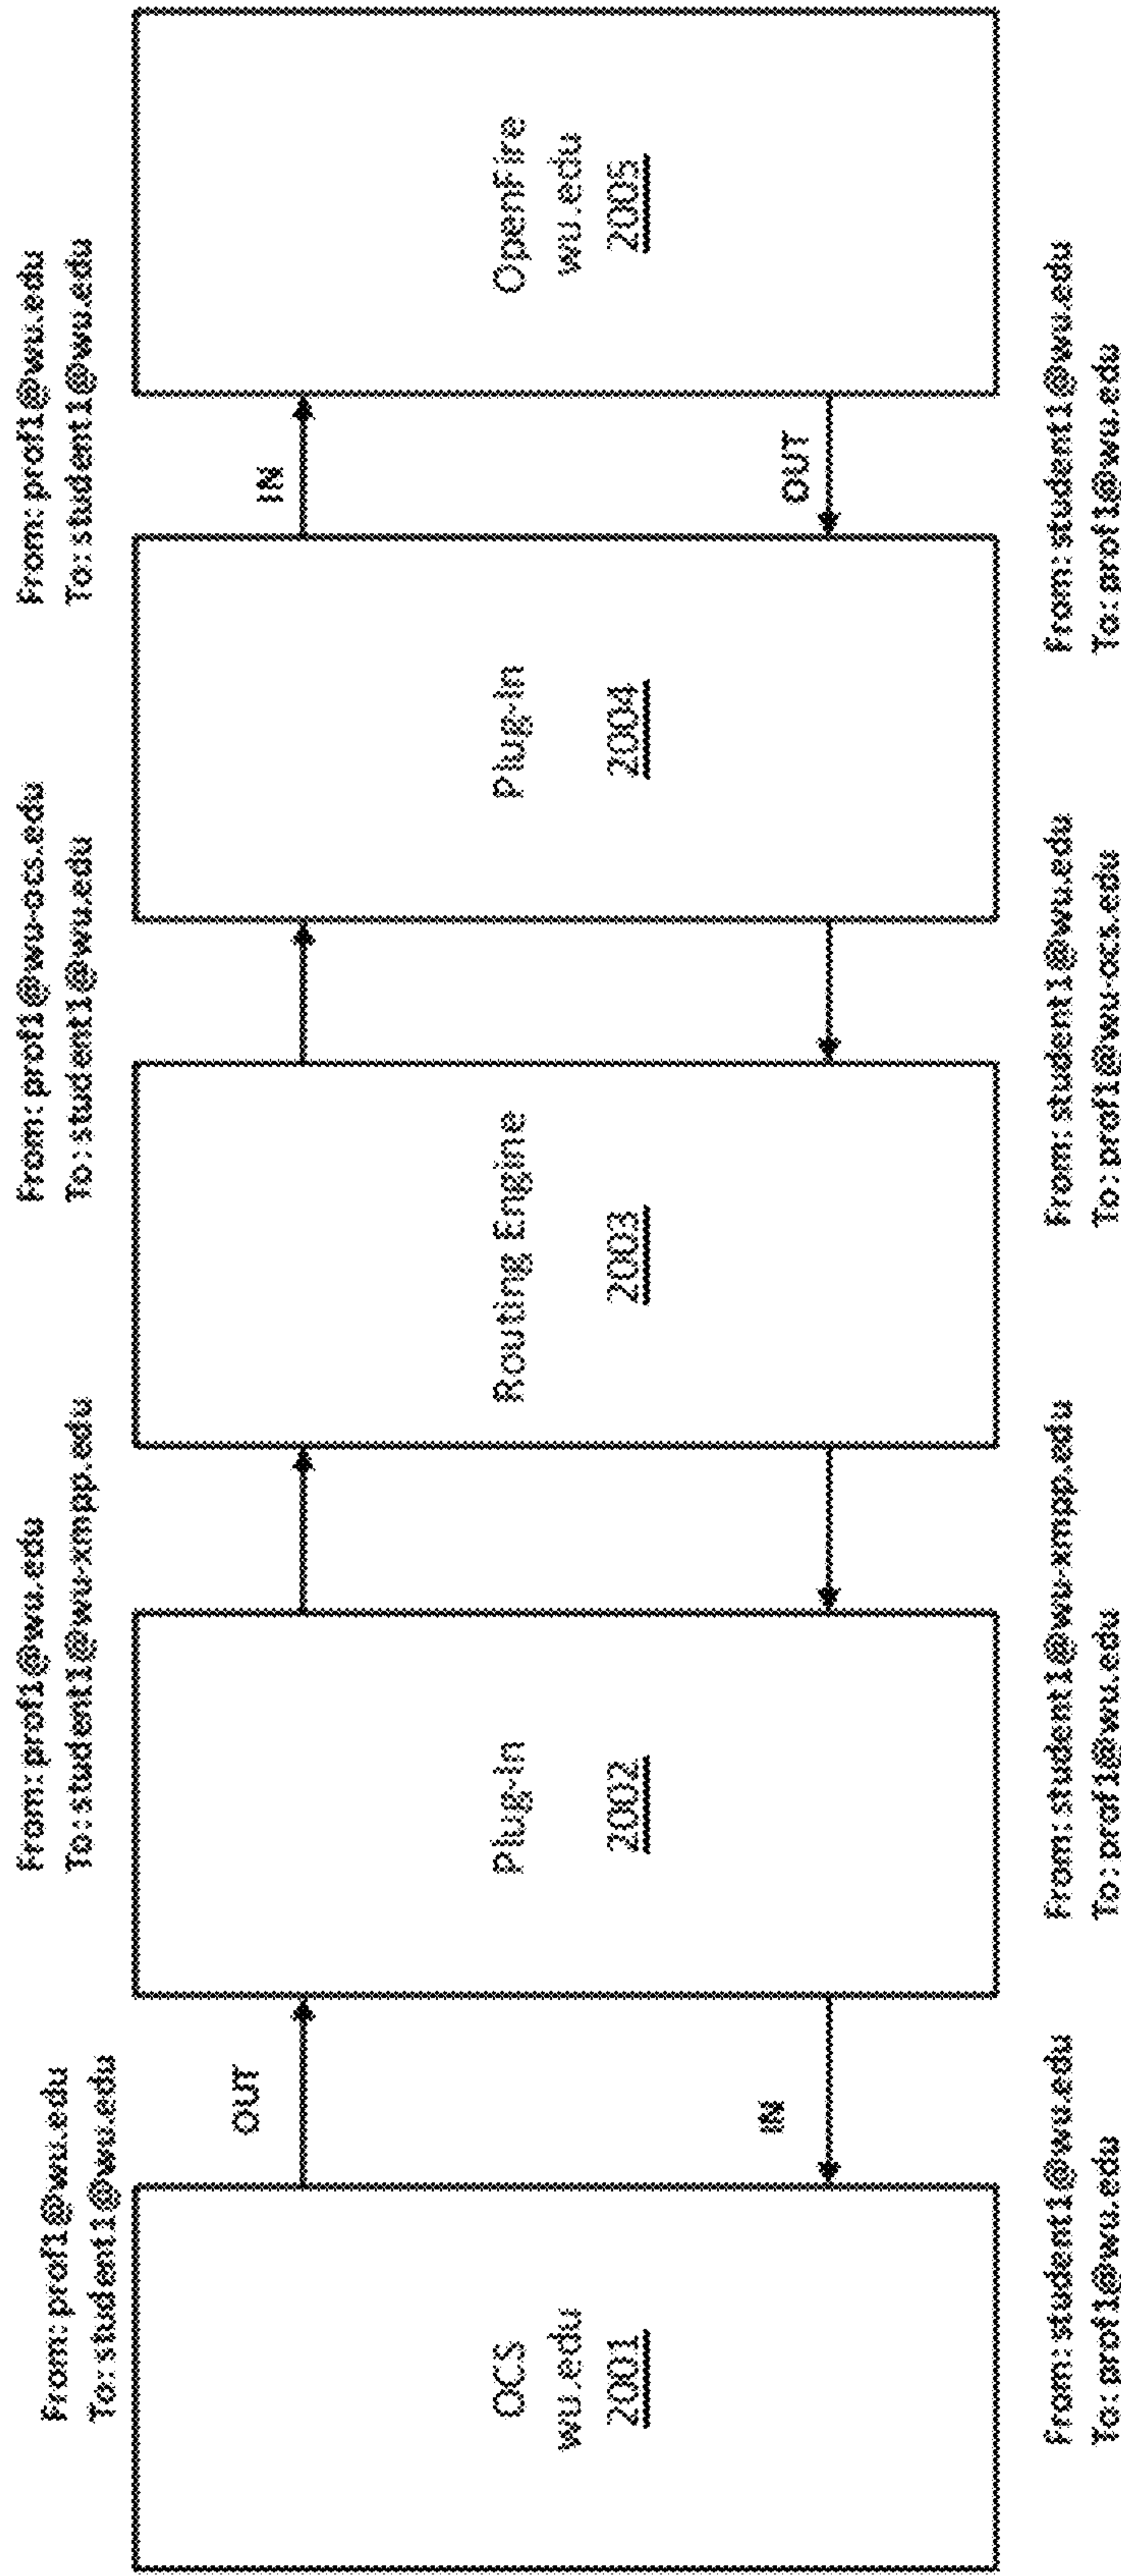 From: prof1@wu.edu
To: student1@wu.edu
From: prof1@wu.edu
To: student1@wu-xmpp.edu
From: prof1@wu-ocs.edu
To: student1@wu.edu
From: prof1@wu.edu
To: student1@wu.edu
OUT
IN
OCS
wu.edu
2001
Plug-In
2002
Routing Engine
2003
Plug-In
2004
OpenFire
wu.edu
2005
IN
OUT
From: student1@wu.edu
To: prof1@wu.edu
From: student1@wu-xmpp.edu
To: prof1@wu.edu
From: student1@wu.edu
To: prof1@wu-ocs.edu
From: student1@wu.edu
To: prof1@wu.edu